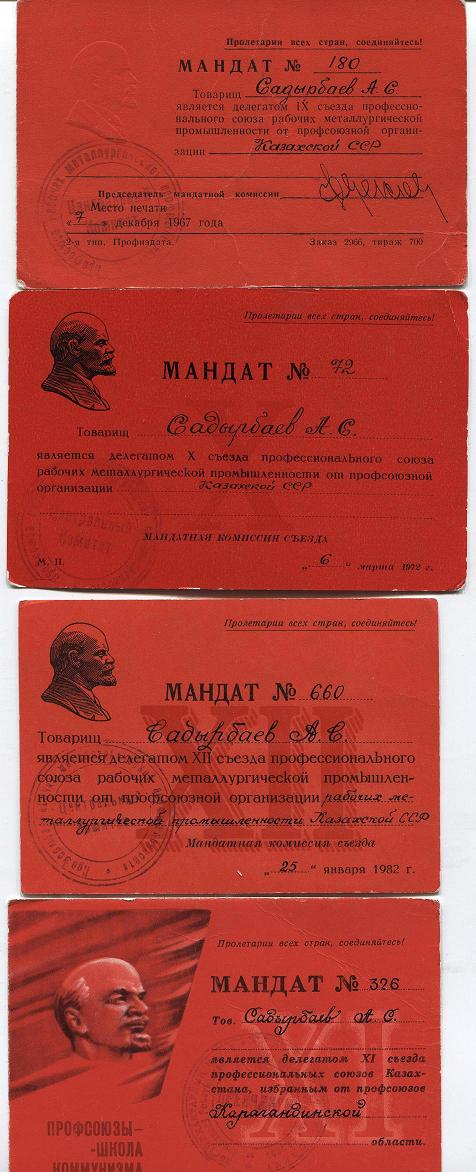 Пролетарии всех стран, соединяйтесь!
МАНДАТ № 180
Товарищ Садырбаев А. С.
является делегатом IX съезда профессио-
нального союза рабочих металлургической
промышленности от профсоюзной органи-
зации Казахской ССР
Председатель мандатной комиссии
Место печати
„7“ декабря 1967 года
2-я тип. Профиздата. Заказ 2966, тираж 700
Пролетарии всех стран, соединяйтесь!
МАНДАТ № 72
Товарищ Садырбаев А. С.
является делегатом X съезда профессионального союза
рабочих металлургической промышленности от профсоюзной
организации Казахской ССР
МАНДАТНАЯ КОМИССИЯ СЪЕЗДА
М. П. „6“ марта 1972 г.
Пролетарии всех стран, соединяйтесь!
МАНДАТ № 660
Товарищ Садырбаев А. С.
является делегатом XII съезда профессионального
союза рабочих металлургической промышлен-
ности от профсоюзной организации рабочих ме-
таллургической промышленности Казахской ССР
Мандатная комиссия съезда
„25“ января 1982 г.
Пролетарии всех стран, соединяйтесь!
МАНДАТ № 326
Тов. Садырбаев А. С.
является делегатом XI съезда
профессиональных союзов Казах-
стана, избранным от профсоюзов
Карагандинской
области.
ПРОФСОЮЗЫ—
-ШКОЛА
КОММУНИЗМА